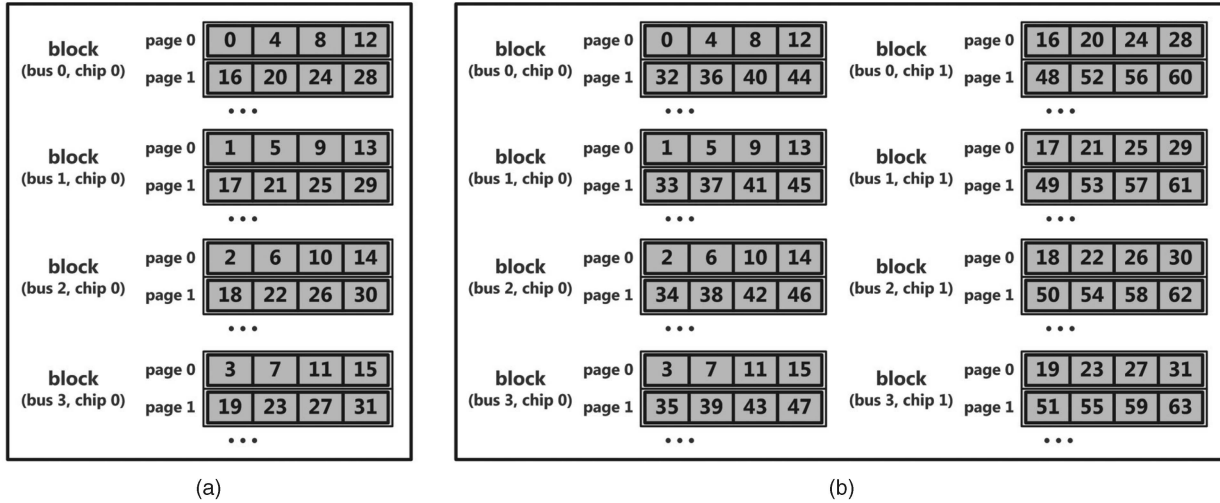 block
(bus 0, chip 0)
page 0 0 4 8 12
page 1 16 20 24 28
•••
block
(bus 1, chip 0)
page 0 1 5 9 13
page 1 17 21 25 29
•••
block
(bus 2, chip 0)
page 0 2 6 10 14
page 1 18 22 26 30
•••
block
(bus 3, chip 0)
page 0 3 7 11 15
page 1 19 23 27 31
•••
(a)
block
(bus 0, chip 0)
page 0 0 4 8 12
page 1 32 36 40 44
•••
block
(bus 0, chip 1)
page 0 16 20 24 28
page 1 48 52 56 60
•••
block
(bus 1, chip 0)
page 0 1 5 9 13
page 1 33 37 41 45
•••
block
(bus 1, chip 1)
page 0 17 21 25 29
page 1 49 53 57 61
•••
block
(bus 2, chip 0)
page 0 2 6 10 14
page 1 34 38 42 46
•••
block
(bus 2, chip 1)
page 0 18 22 26 30
page 1 50 54 58 62
•••
block
(bus 3, chip 0)
page 0 3 7 11 15
page 1 35 39 43 47
•••
block
(bus 3, chip 1)
page 0 19 23 27 31
page 1 51 55 59 63
•••
(b)